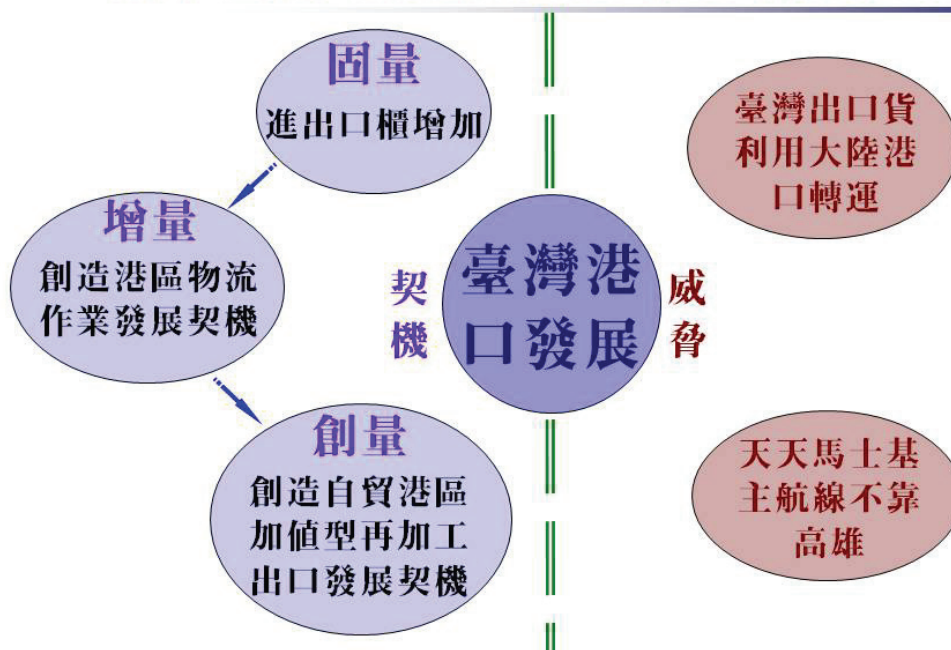 固量
進出口櫃增加
增量
創造港區物流
作業發展契機
創量
創造自貿港區
加值型再加工
出口發展契機
契機
臺灣港
口發展
威脅
臺灣出口貨
利用大陸港
口轉運
天天馬士基
主航線不靠
高雄